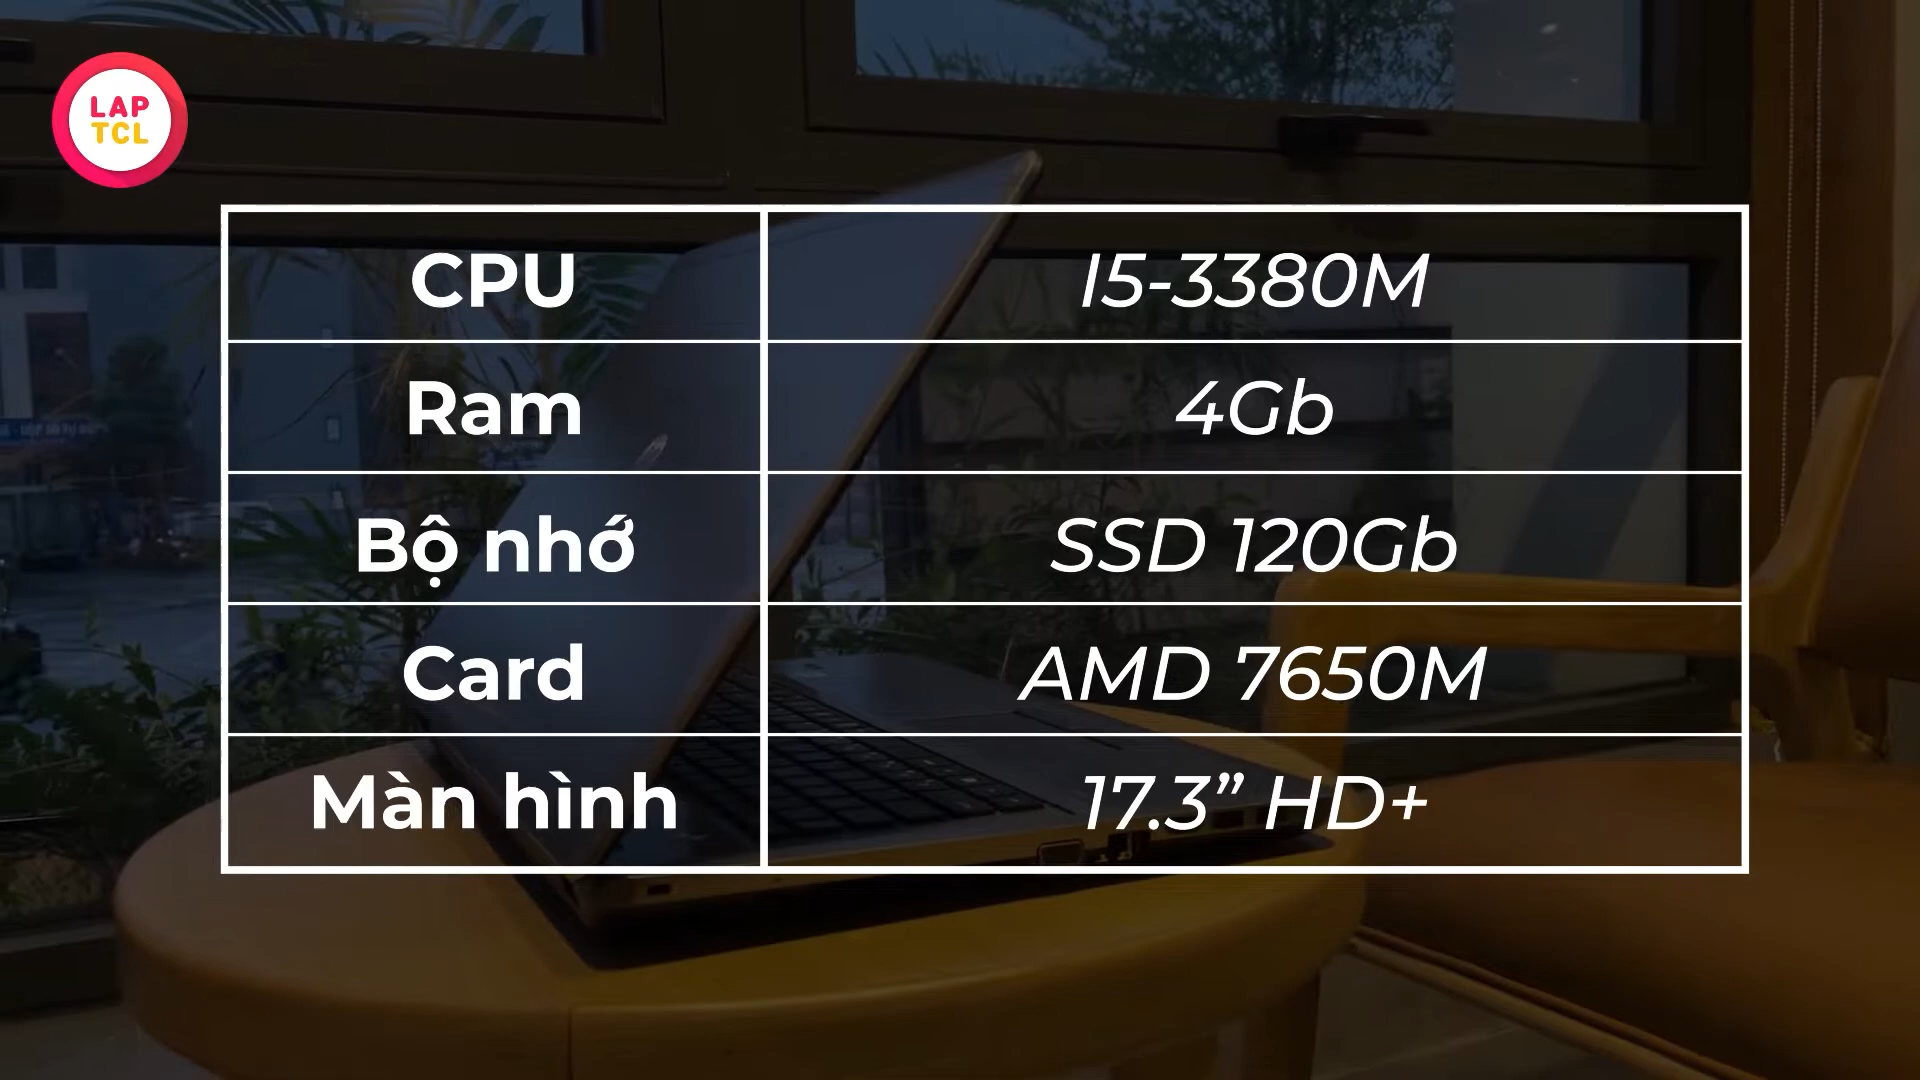 LAP
TCL
CPU I5-3380M
Ram 4Gb
Bộ nhớ SSD 120Gb
Card AMD 7650M
Màn hình 17.3” HD+